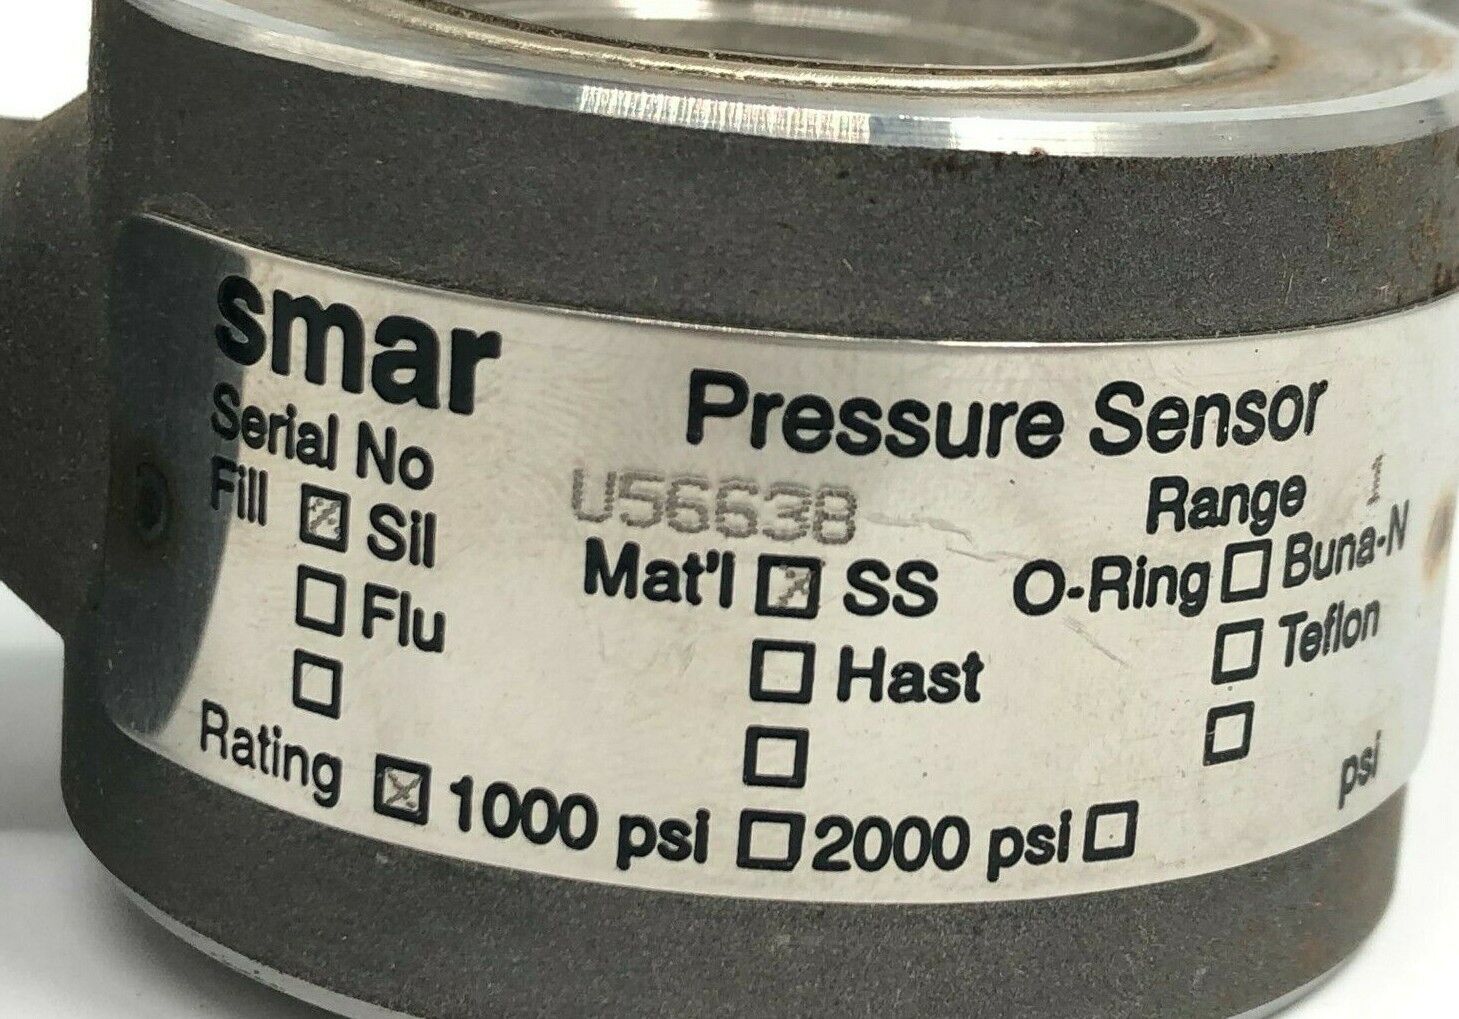 smar
Pressure Sensor
Serial No U56638 Range 1
Fill ☒ Sil Mat'l ☒ SS O-Ring ☐ Buna-N
☐ Flu ☐ Hast ☐ Teflon
☐ ☐ ☐
Rating ☒ 1000 psi ☐ 2000 psi ☐ psi